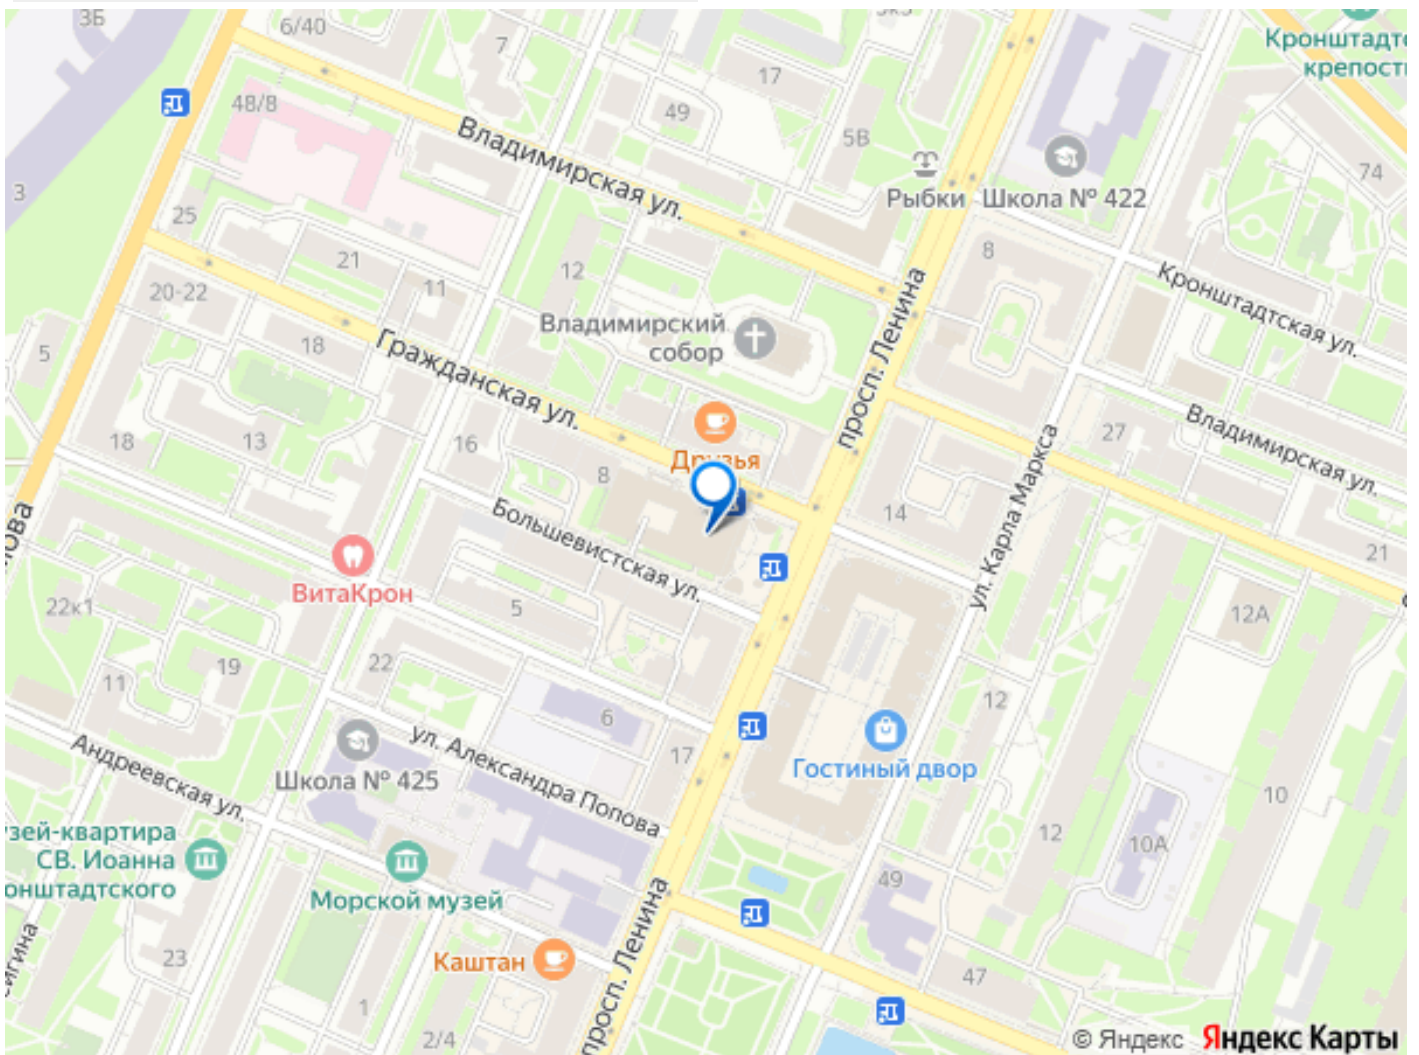 3Б
6/40
7
17
5к3
Кронштадтс
крепост
48/8
49
5В
74
Владимирская ул.
Рыбки
Школа № 422
3
25
21
11
12
8
20-22
Кронштадтская ул.
Владимирский
собор
просп. Ленина
5
18
Гражданская ул.
18
13
16
Друзья
8
27
Владимирская ул.
ул. Карла Маркса
14
Большевистская ул.
21
ова
ВитаКрон
22к1
5
12А
19
22
11
6
12
17
Андреевская ул.
Школа № 425
ул. Александра Попова
Гостиный двор
10
12
10А
узей-квартира
СВ. Иоанна
онштадтского
Морской музей
49
просп. Ленина
Каштан
23
47
1
2/4
© Яндекс Яндекс Карты